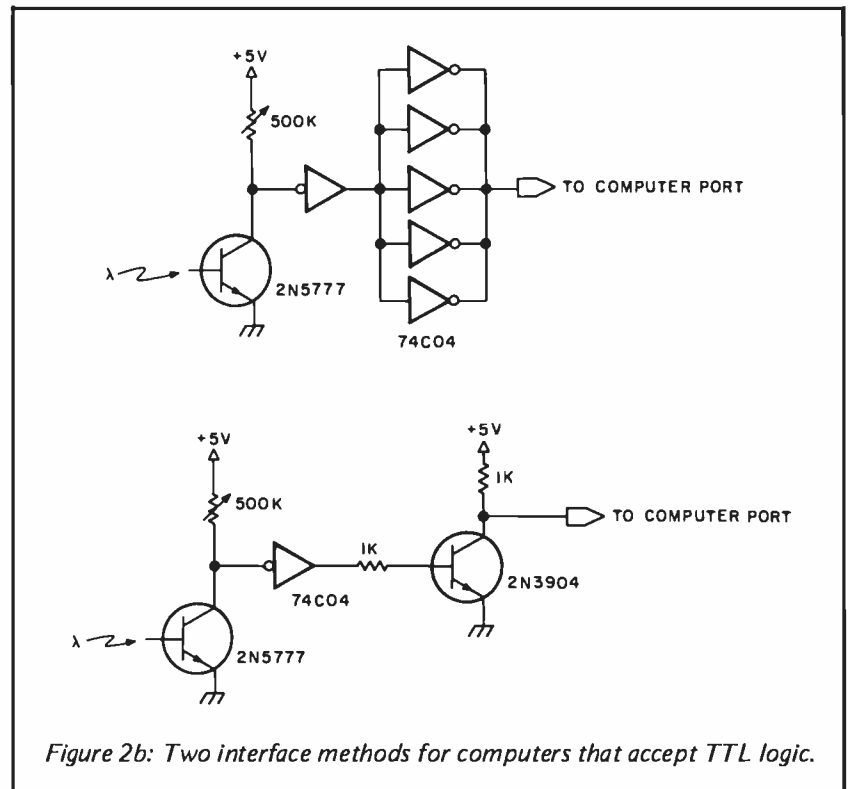 +5V
500K
λ
2N5777
74C04
TO COMPUTER PORT
+5V
500K
λ
2N5777
74C04
1K
+5V
1K
2N3904
TO COMPUTER PORT
Figure 2b: Two interface methods for computers that accept TTL logic.